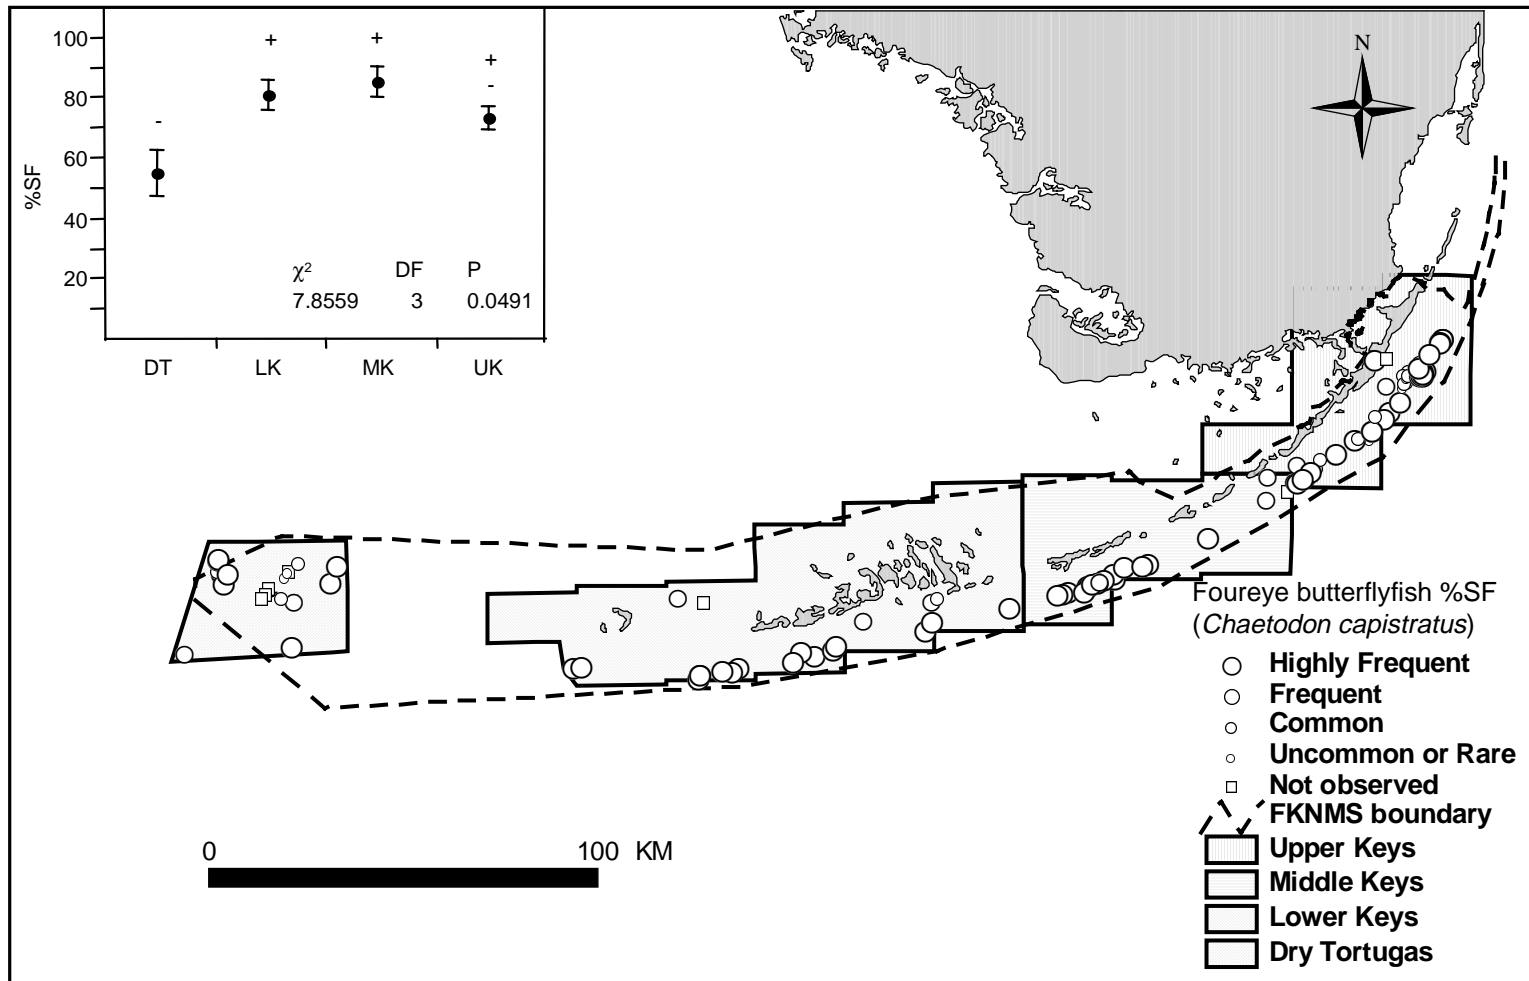 100
80
60
40
20
%SF
+
+
+
-
-
χ² DF P
7.8559 3 0.0491
DT LK MK UK
N
Foureye butterflyfish %SF
(Chaetodon capistratus)
Highly Frequent
Frequent
Common
Uncommon or Rare
Not observed
FKNMS boundary
Upper Keys
Middle Keys
Lower Keys
Dry Tortugas
0 100 KM